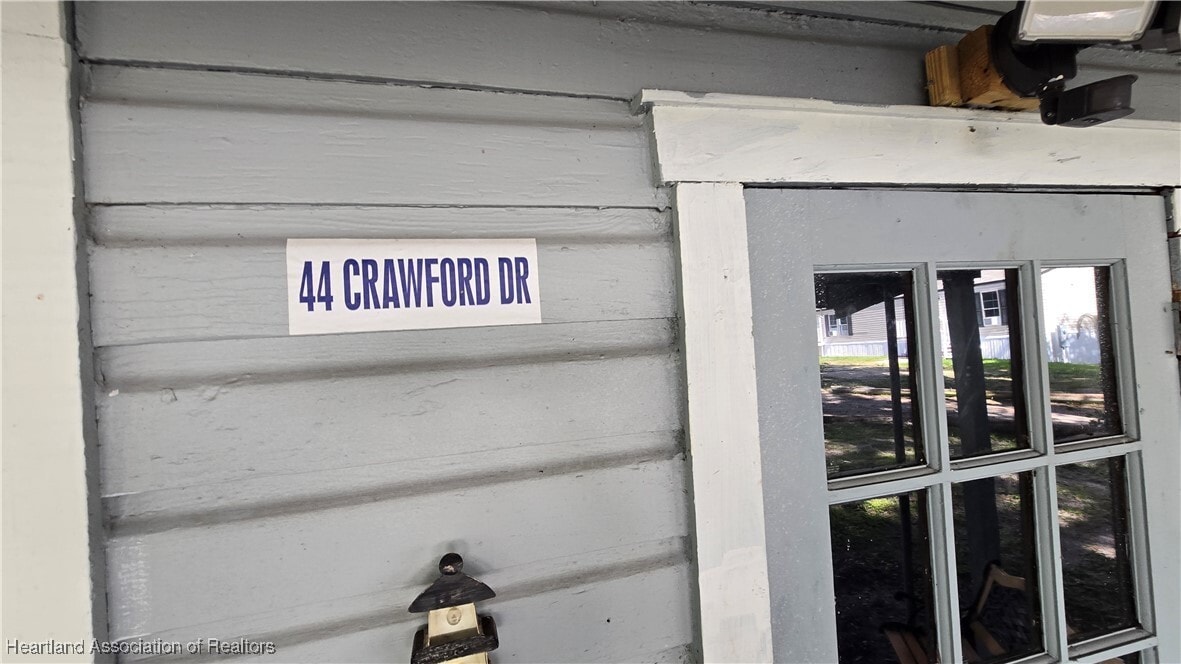 44 CRAWFORD DR
Heartland Association of Realtors